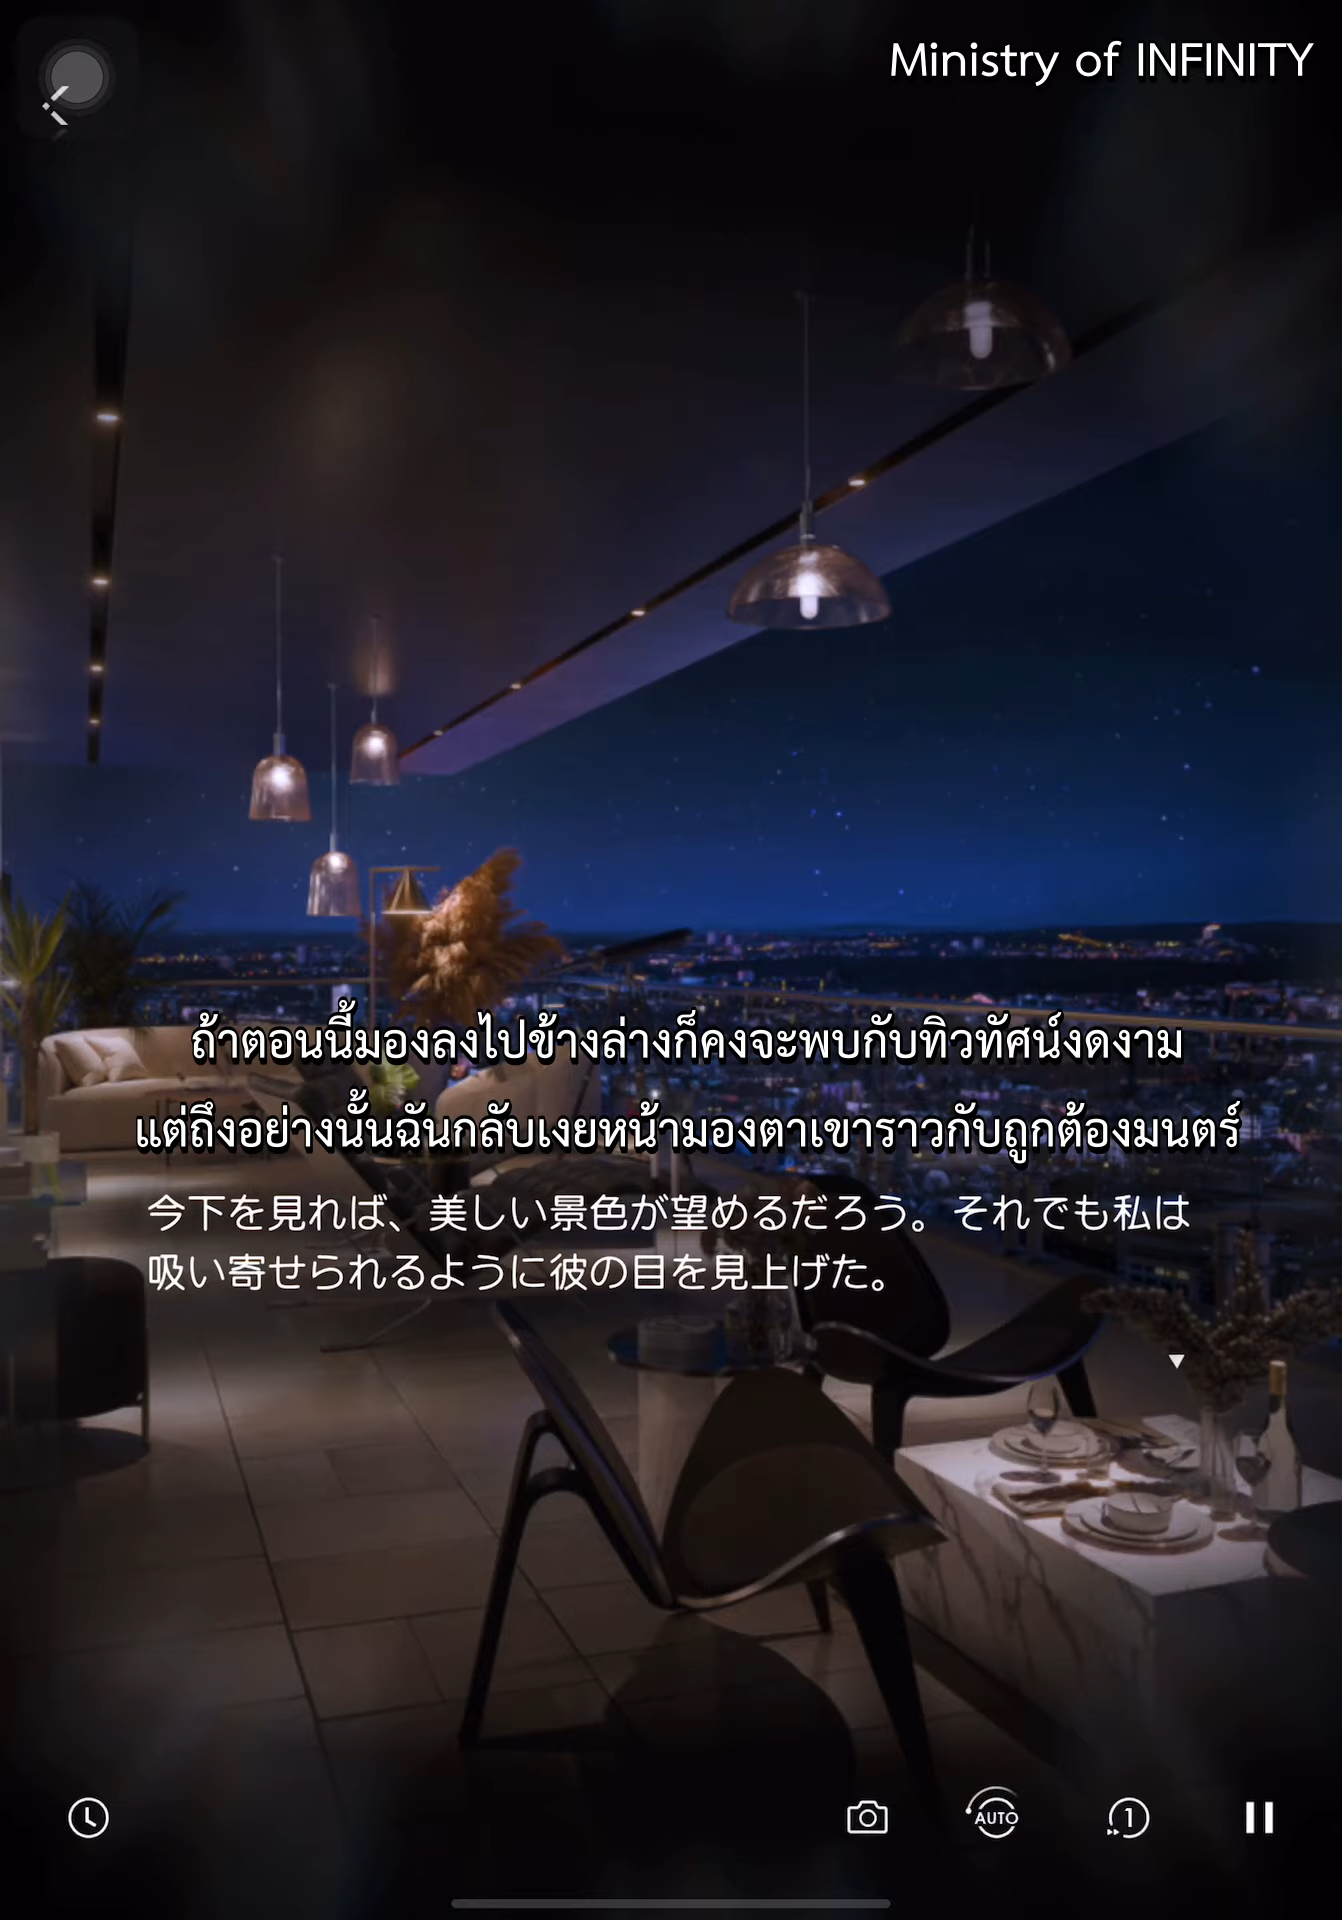 Ministry of INFINITY
ถ้าตอนนี้มองลงไปข้างล่างก็คงจะพบกับทิวทัศน์งดงาม
แต่ถึงอย่างนั้นฉันกลับเงยหน้ามองตาเขาราวกับถูกต้องมนตร์
今下を見れば、美しい景色が望めるだろう。それでも私は
吸い寄せられるように彼の目を見上げた。
AUTO
1